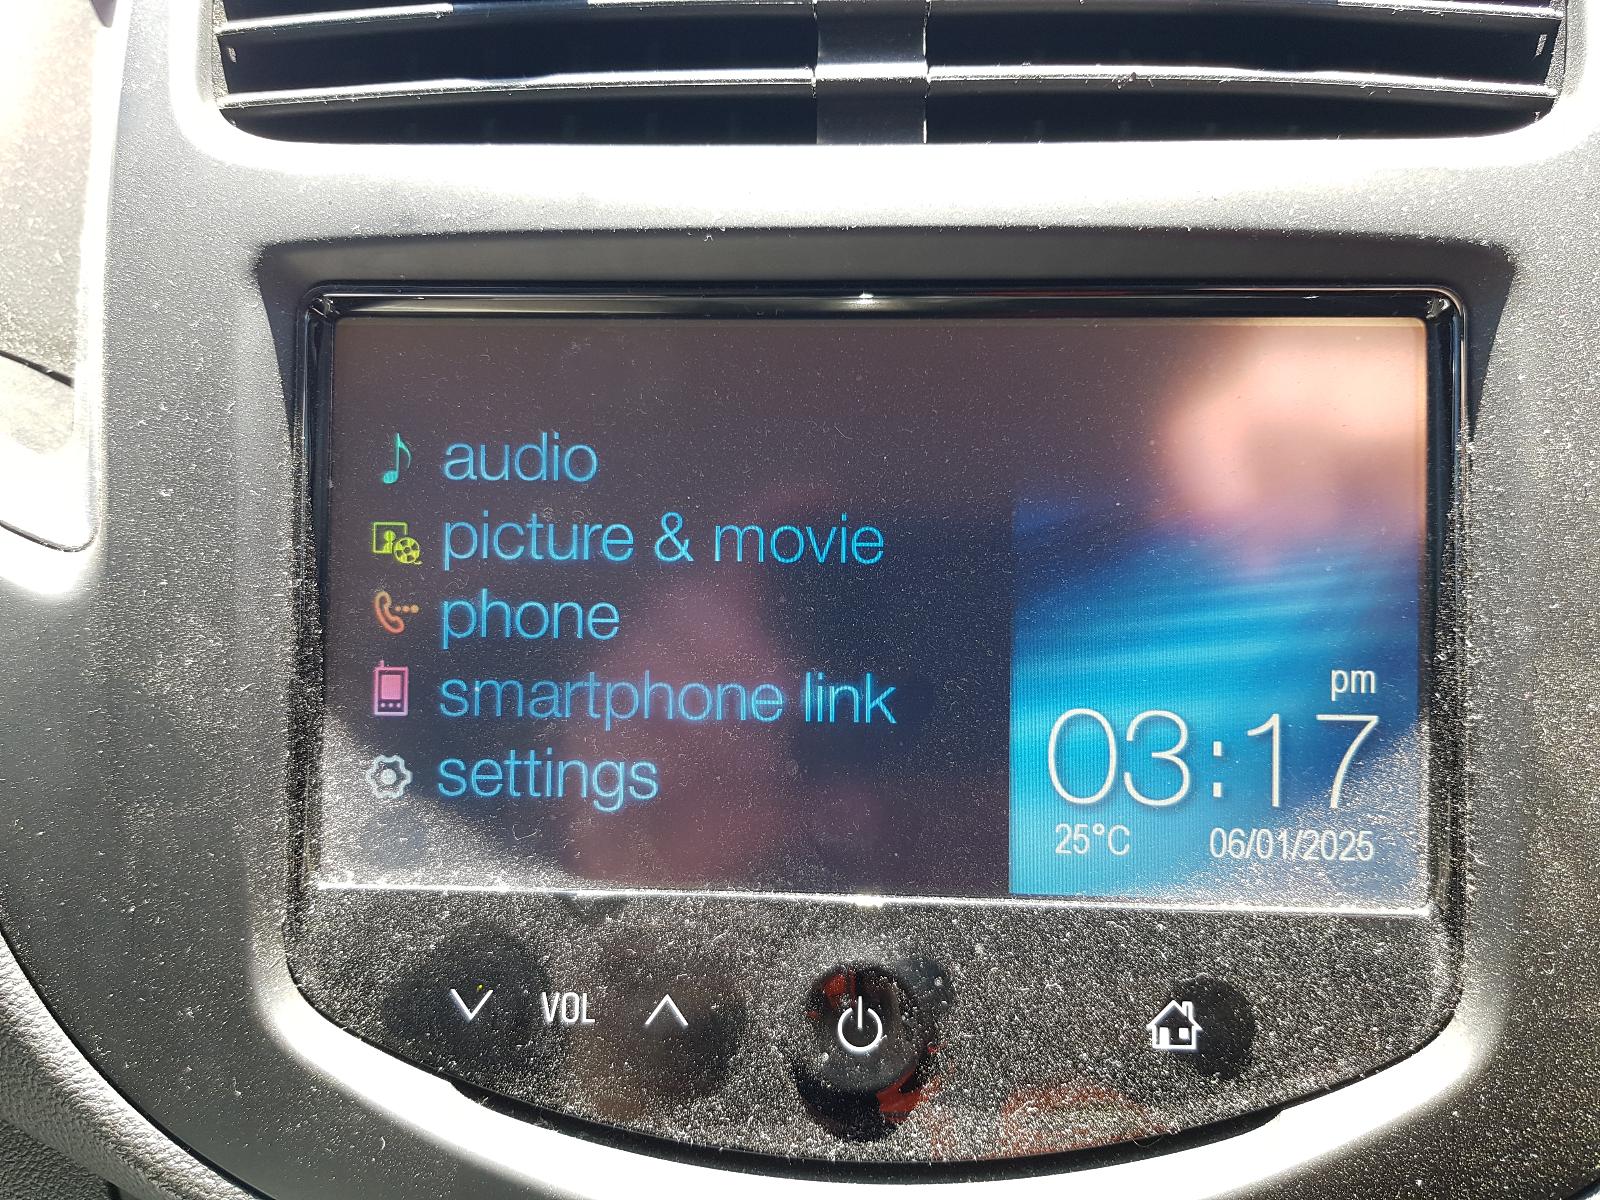 audio
picture & movie
phone
smartphone link
settings
pm
03:17
25°C 06/01/2025
VOL